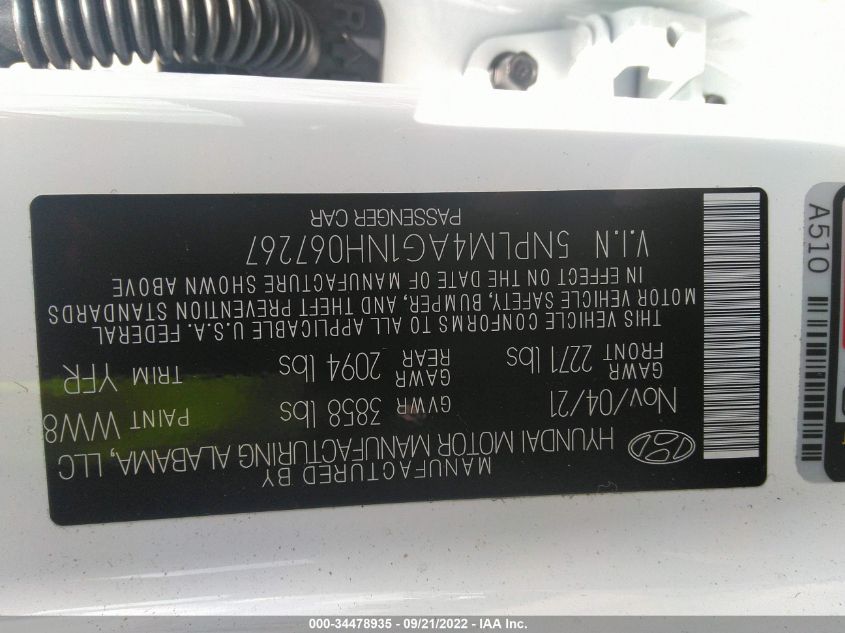 MANUFACTURED BY
HYUNDAI MOTOR MANUFACTURING ALABAMA, LLC
Nov/04/21 GVWR 3858 lbs PAINT WW8
GAWR FRONT 2271 lbs GAWR REAR 2094 lbs TRIM YFR
THIS VEHICLE CONFORMS TO ALL APPLICABLE U.S.A. FEDERAL
MOTOR VEHICLE SAFETY, BUMPER, AND THEFT PREVENTION STANDARDS
IN EFFECT ON THE DATE OF MANUFACTURE SHOWN ABOVE
V.I.N 5NPLM4AG1NH067267
PASSENGER CAR
A510
000-34478935 - 09/21/2022 - IAAI.com